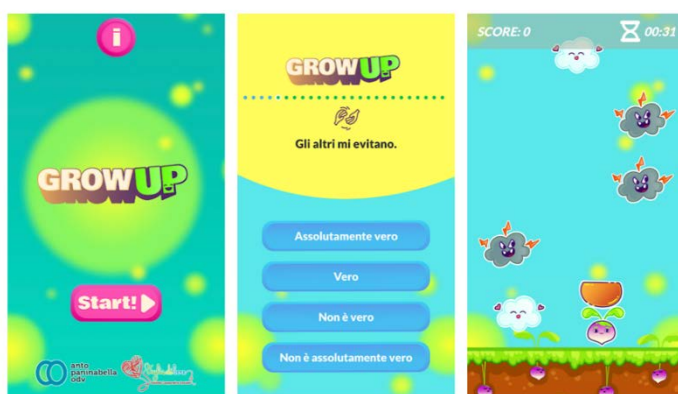 i
GROWUP
Start!
anto
paninabella
odv
GROWUP
Gli altri mi evitano.
Assolutamente vero
Vero
Non è vero
Non è assolutamente vero
SCORE: 0
00:31